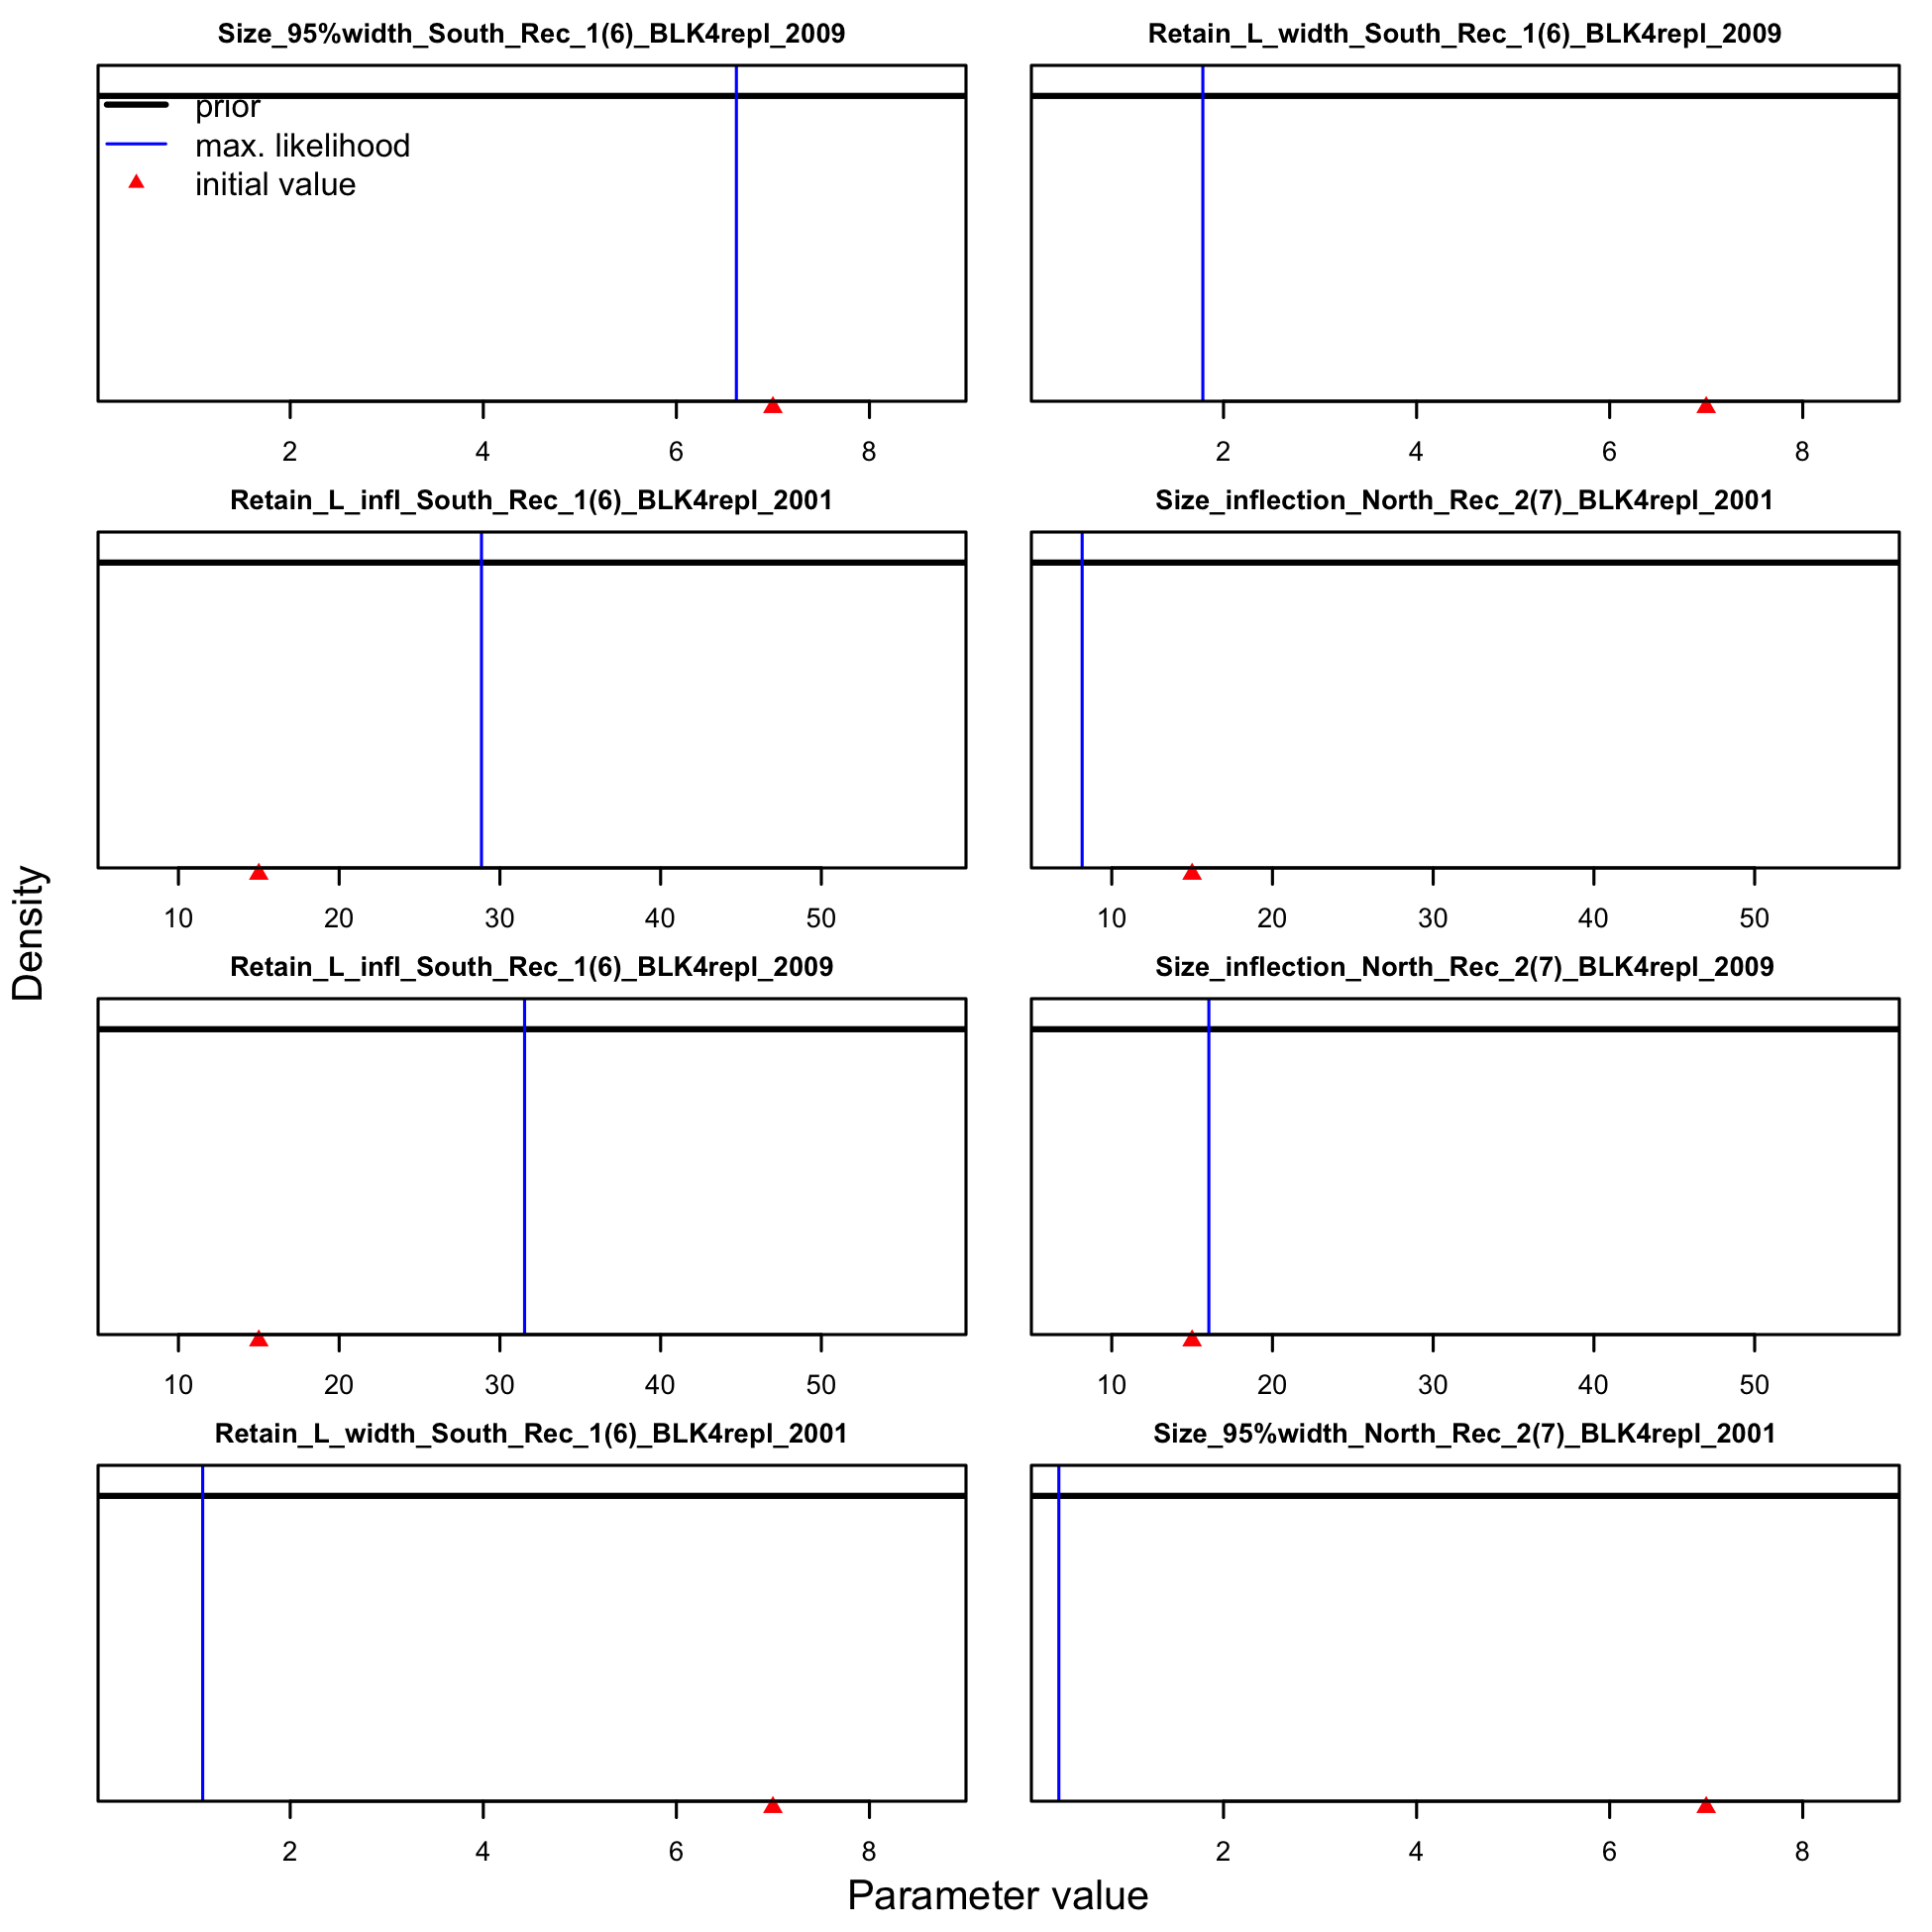 Size_95%width_South_Rec_1(6)_BLK4repl_2009
Retain_L_width_South_Rec_1(6)_BLK4repl_2009
prior
max. likelihood
initial value
2 4 6 8
2 4 6 8
Retain_L_infl_South_Rec_1(6)_BLK4repl_2001
Size_inflection_North_Rec_2(7)_BLK4repl_2001
10 20 30 40 50
10 20 30 40 50
Density
Retain_L_infl_South_Rec_1(6)_BLK4repl_2009
Size_inflection_North_Rec_2(7)_BLK4repl_2009
10 20 30 40 50
10 20 30 40 50
Retain_L_width_South_Rec_1(6)_BLK4repl_2001
Size_95%width_North_Rec_2(7)_BLK4repl_2001
2 4 6 8
2 4 6 8
Parameter value